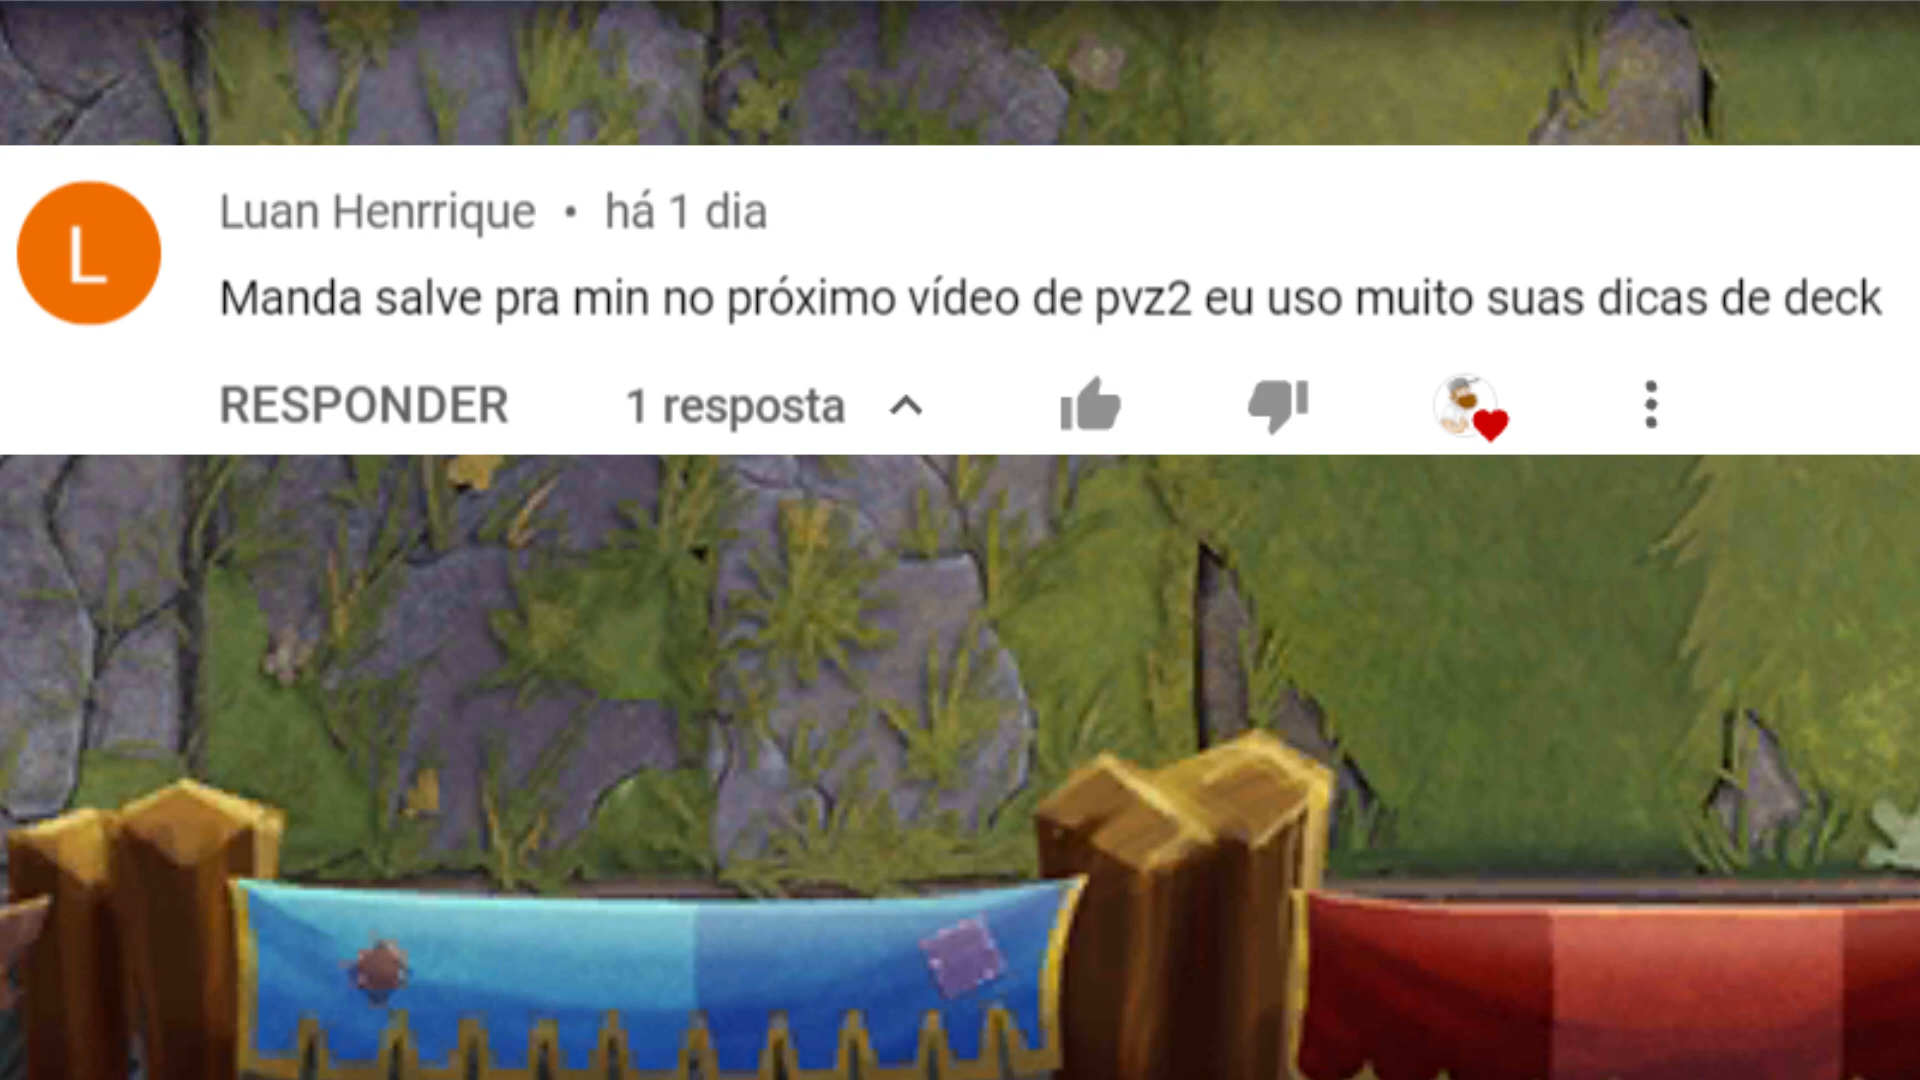 L
Luan Henrrique • há 1 dia
Manda salve pra min no próximo vídeo de pvz2 eu uso muito suas dicas de deck
RESPONDER 1 resposta